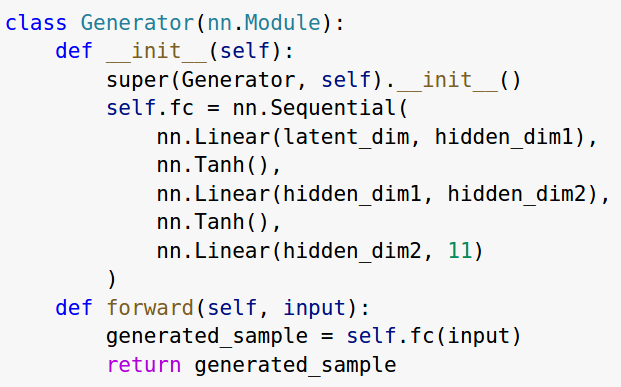 class Generator(nn.Module):
    def __init__(self):
        super(Generator, self).__init__()
        self.fc = nn.Sequential(
            nn.Linear(latent_dim, hidden_dim1),
            nn.Tanh(),
            nn.Linear(hidden_dim1, hidden_dim2),
            nn.Tanh(),
            nn.Linear(hidden_dim2, 11)
        )
    def forward(self, input):
        generated_sample = self.fc(input)
        return generated_sample